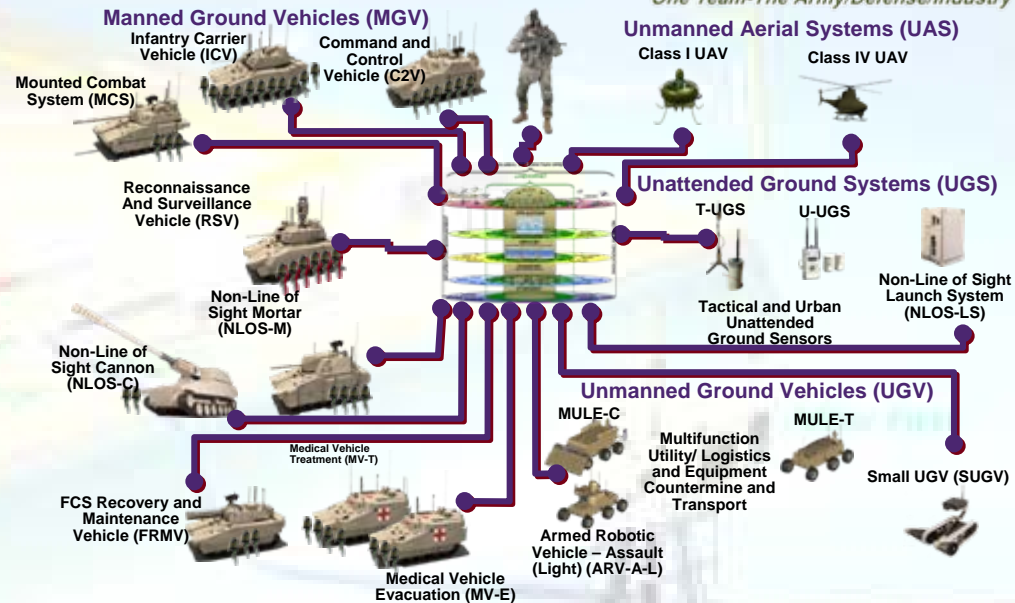 One Team-The Army/Defense/Industry
Manned Ground Vehicles (MGV)
Infantry Carrier
Vehicle (ICV)
Command and
Control
Vehicle (C2V)
Mounted Combat
System (MCS)
Reconnaissance
And Surveillance
Vehicle (RSV)
Non-Line of
Sight Mortar
(NLOS-M)
Non-Line of
Sight Cannon
(NLOS-C)
Medical Vehicle
Treatment (MV-T)
FCS Recovery and
Maintenance
Vehicle (FRMV)
Medical Vehicle
Evacuation (MV-E)
Unmanned Aerial Systems (UAS)
Class I UAV
Class IV UAV
Unattended Ground Systems (UGS)
T-UGS
U-UGS
Tactical and Urban
Unattended
Ground Sensors
Non-Line of Sight
Launch System
(NLOS-LS)
Unmanned Ground Vehicles (UGV)
MULE-C
MULE-T
Multifunction
Utility/ Logistics
and Equipment
Countermine and
Transport
Small UGV (SUGV)
Armed Robotic
Vehicle – Assault
(Light) (ARV-A-L)